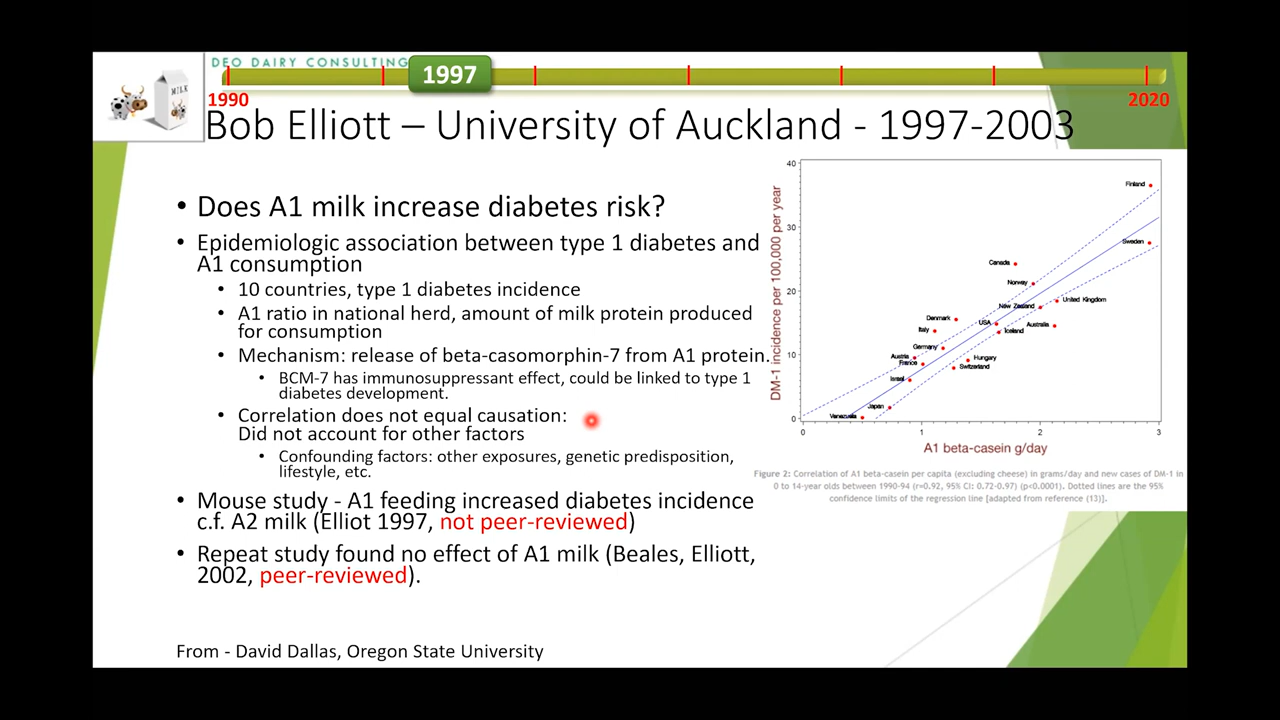 DEO DAIRY CONSULTING
1997
1990
2020
MILK
Bob Elliott – University of Auckland - 1997-2003
• Does A1 milk increase diabetes risk?
• Epidemiologic association between type 1 diabetes and
A1 consumption
• 10 countries, type 1 diabetes incidence
• A1 ratio in national herd, amount of milk protein produced
for consumption
• Mechanism: release of beta-casomorphin-7 from A1 protein.
• BCM-7 has immunosuppressant effect, could be linked to type 1
diabetes development.
• Correlation does not equal causation:
Did not account for other factors
• Confounding factors: other exposures, genetic predisposition,
lifestyle, etc.
• Mouse study - A1 feeding increased diabetes incidence
c.f. A2 milk (Elliot 1997, not peer-reviewed)
• Repeat study found no effect of A1 milk (Beales, Elliott,
2002, peer-reviewed).
From - David Dallas, Oregon State University
DM-1 incidence per 100,000 per year
40
30
20
10
0
Finland
Sweden
Canada
Norway
United Kingdom
New Zealand
Denmark
USA
Australia
Italy
Iceland
Germany
Austria
France
Hungary
Switzerland
Israel
Japan
Venezuela
0 1 2 3
A1 beta-casein g/day
Figure 2: Correlation of A1 beta-casein per capita (excluding cheese) in grams/day and new cases of DM-1 in
0 to 14-year olds between 1990-94 (r=0.92, 95% CI: 0.72-0.97) (p<0.0001). Dotted lines are the 95%
confidence limits of the regression line [adapted from reference (13)].